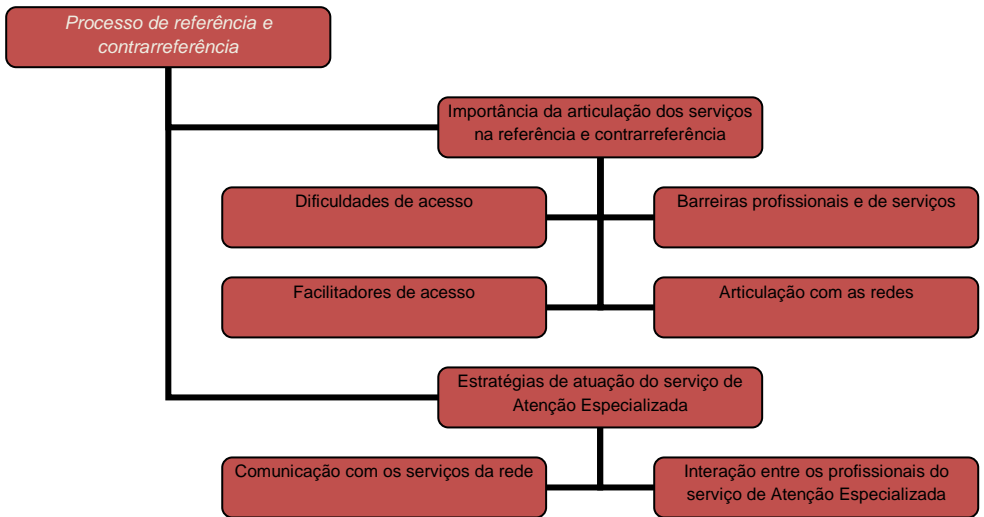 Processo de referência e
contrarreferência
Importância da articulação dos serviços
na referência e contrarreferência
Dificuldades de acesso
Barreiras profissionais e de serviços
Facilitadores de acesso
Articulação com as redes
Estratégias de atuação do serviço de
Atenção Especializada
Comunicação com os serviços da rede
Interação entre os profissionais do
serviço de Atenção Especializada